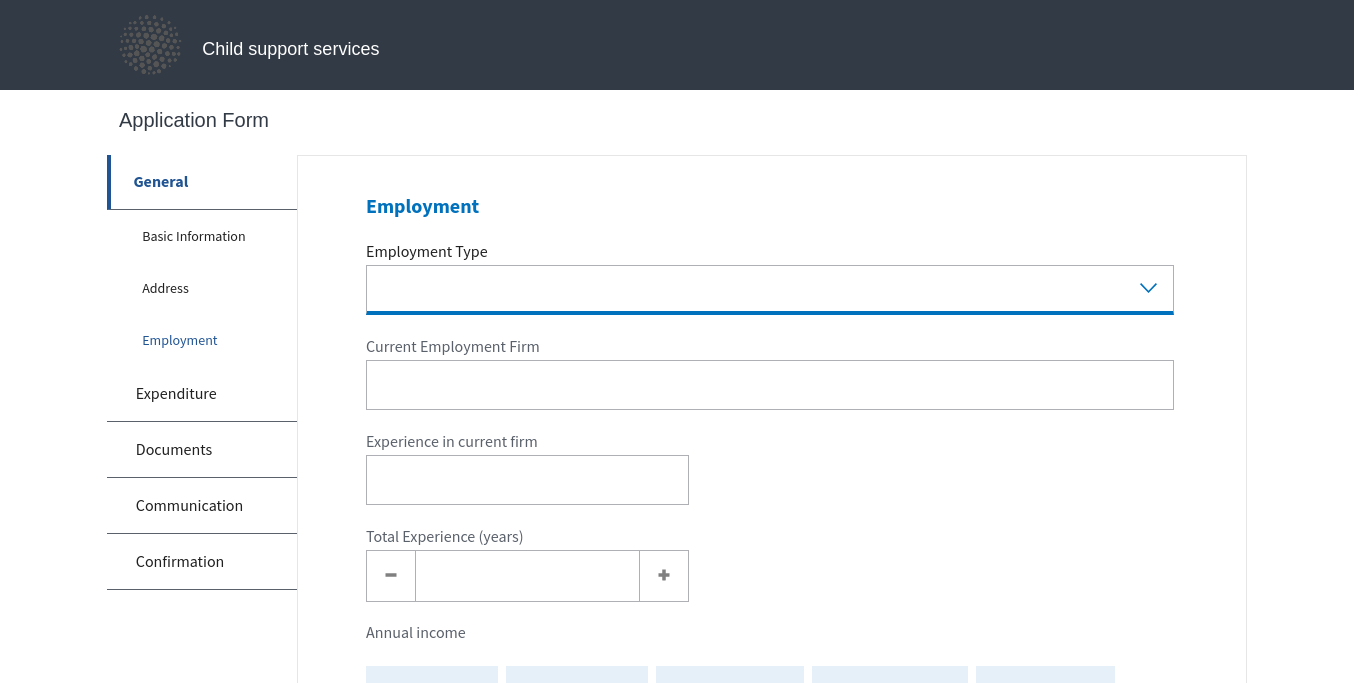 Child support services
Application Form
General
Basic Information
Address
Employment
Expenditure
Documents
Communication
Confirmation
Employment
Employment Type
Current Employment Firm
Experience in current firm
Total Experience (years)
Annual income